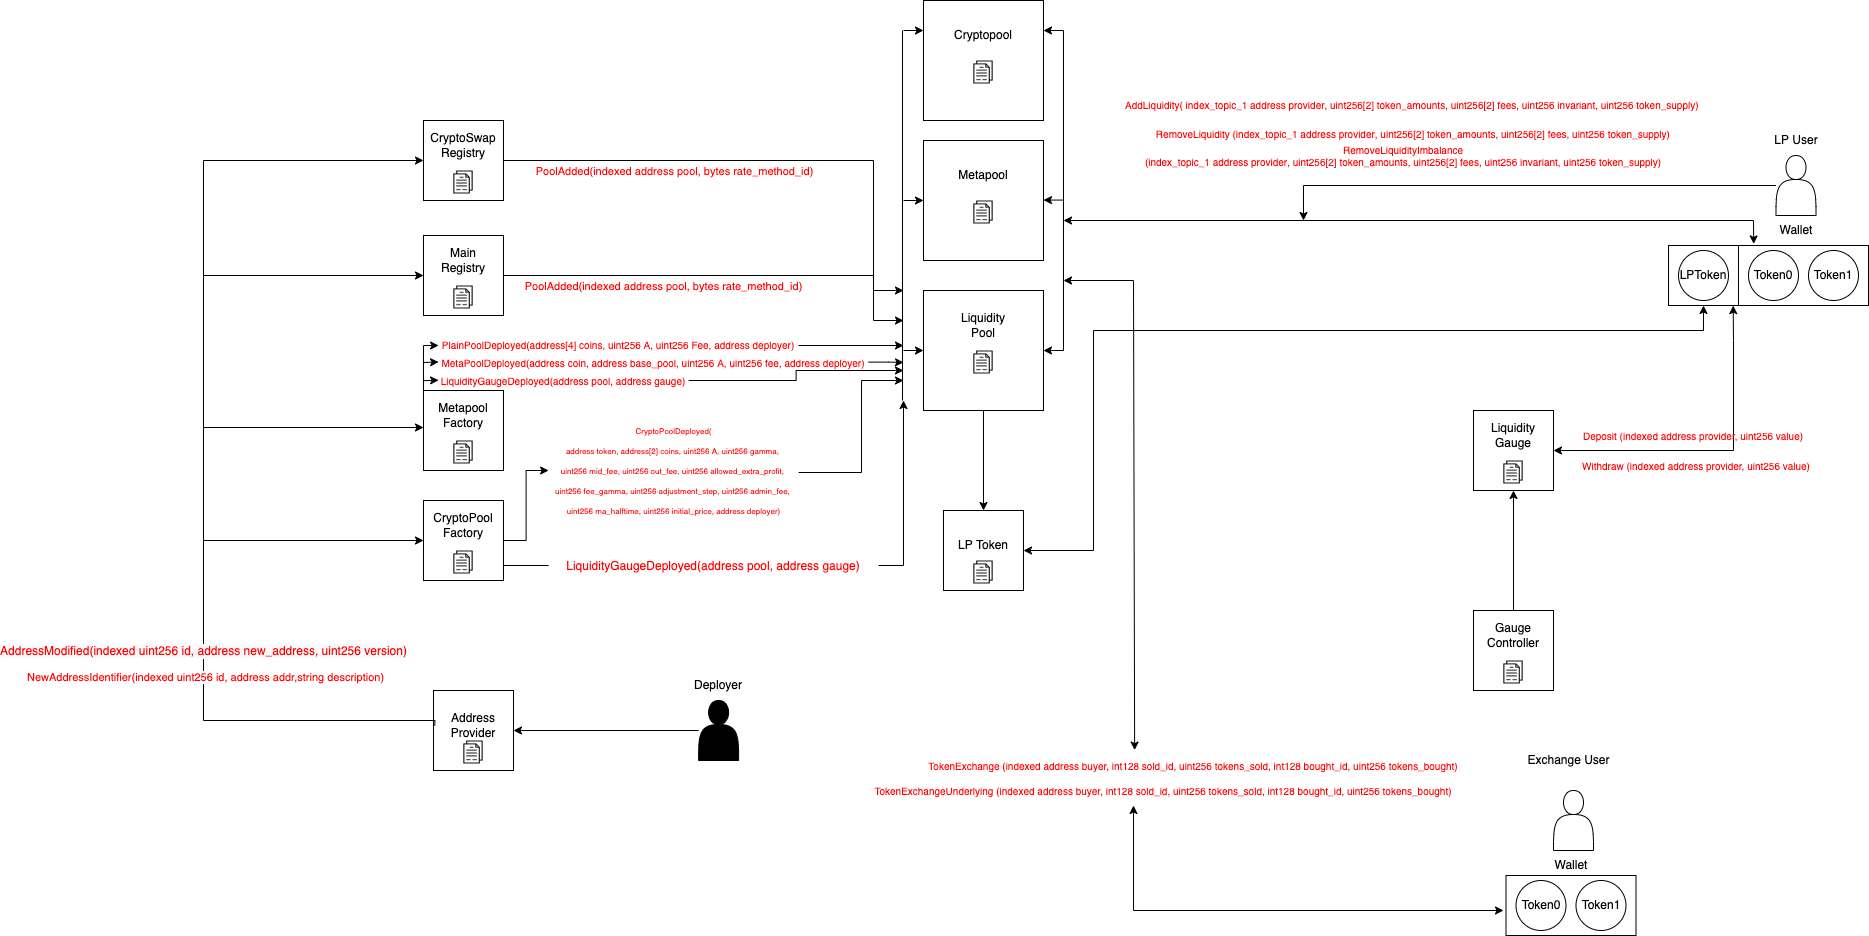 Cryptopool
CryptoSwap
Registry
PoolAdded(indexed address pool, bytes rate_method_id)
Metapool
AddLiquidity( index_topic_1 address provider, uint256[2] token_amounts, uint256[2] fees, uint256 invariant, uint256 token_supply)
RemoveLiquidity (index_topic_1 address provider, uint256[2] token_amounts, uint256[2] fees, uint256 token_supply)
RemoveLiquidityImbalance
(index_topic_1 address provider, uint256[2] token_amounts, uint256[2] fees, uint256 invariant, uint256 token_supply)
LP User
Wallet
LPToken
Token0
Token1
Main
Registry
PoolAdded(indexed address pool, bytes rate_method_id)
Liquidity
Pool
PlainPoolDeployed(address[4] coins, uint256 A, uint256 Fee, address deployer)
MetaPoolDeployed(address coin, address base_pool, uint256 A, uint256 fee, address deployer)
LiquidityGaugeDeployed(address pool, address gauge)
Metapool
Factory
CryptoPoolDeployed(
address token, address[2] coins, uint256 A, uint256 gamma,
uint256 mid_fee, uint256 out_fee, uint256 allowed_extra_profit,
uint256 fee_gamma, uint256 adjustment_step, uint256 admin_fee,
uint256 ma_halftime, uint256 initial_price, address deployer)
Liquidity
Gauge
Deposit (indexed address provider, uint256 value)
Withdraw (indexed address provider, uint256 value)
CryptoPool
Factory
LiquidityGaugeDeployed(address pool, address gauge)
LP Token
Gauge
Controller
AddressModified(indexed uint256 id, address new_address, uint256 version)
NewAddressIdentifier(indexed uint256 id, address addr,string description)
Address
Provider
Deployer
TokenExchange (indexed address buyer, int128 sold_id, uint256 tokens_sold, int128 bought_id, uint256 tokens_bought)
TokenExchangeUnderlying (indexed address buyer, int128 sold_id, uint256 tokens_sold, int128 bought_id, uint256 tokens_bought)
Exchange User
Wallet
Token0
Token1